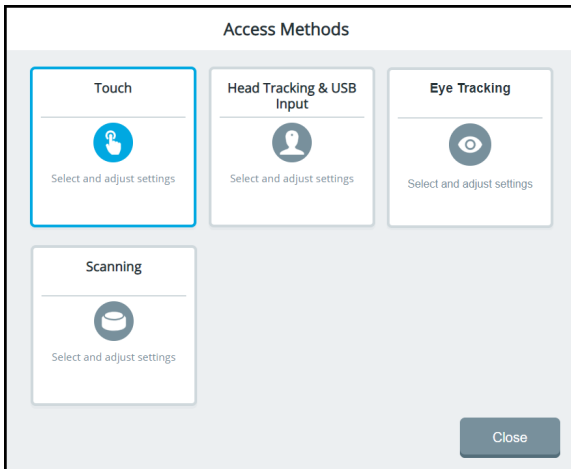 Access Methods
Touch
Select and adjust settings
Head Tracking & USB
Input
Select and adjust settings
Eye Tracking
Select and adjust settings
Scanning
Select and adjust settings
Close